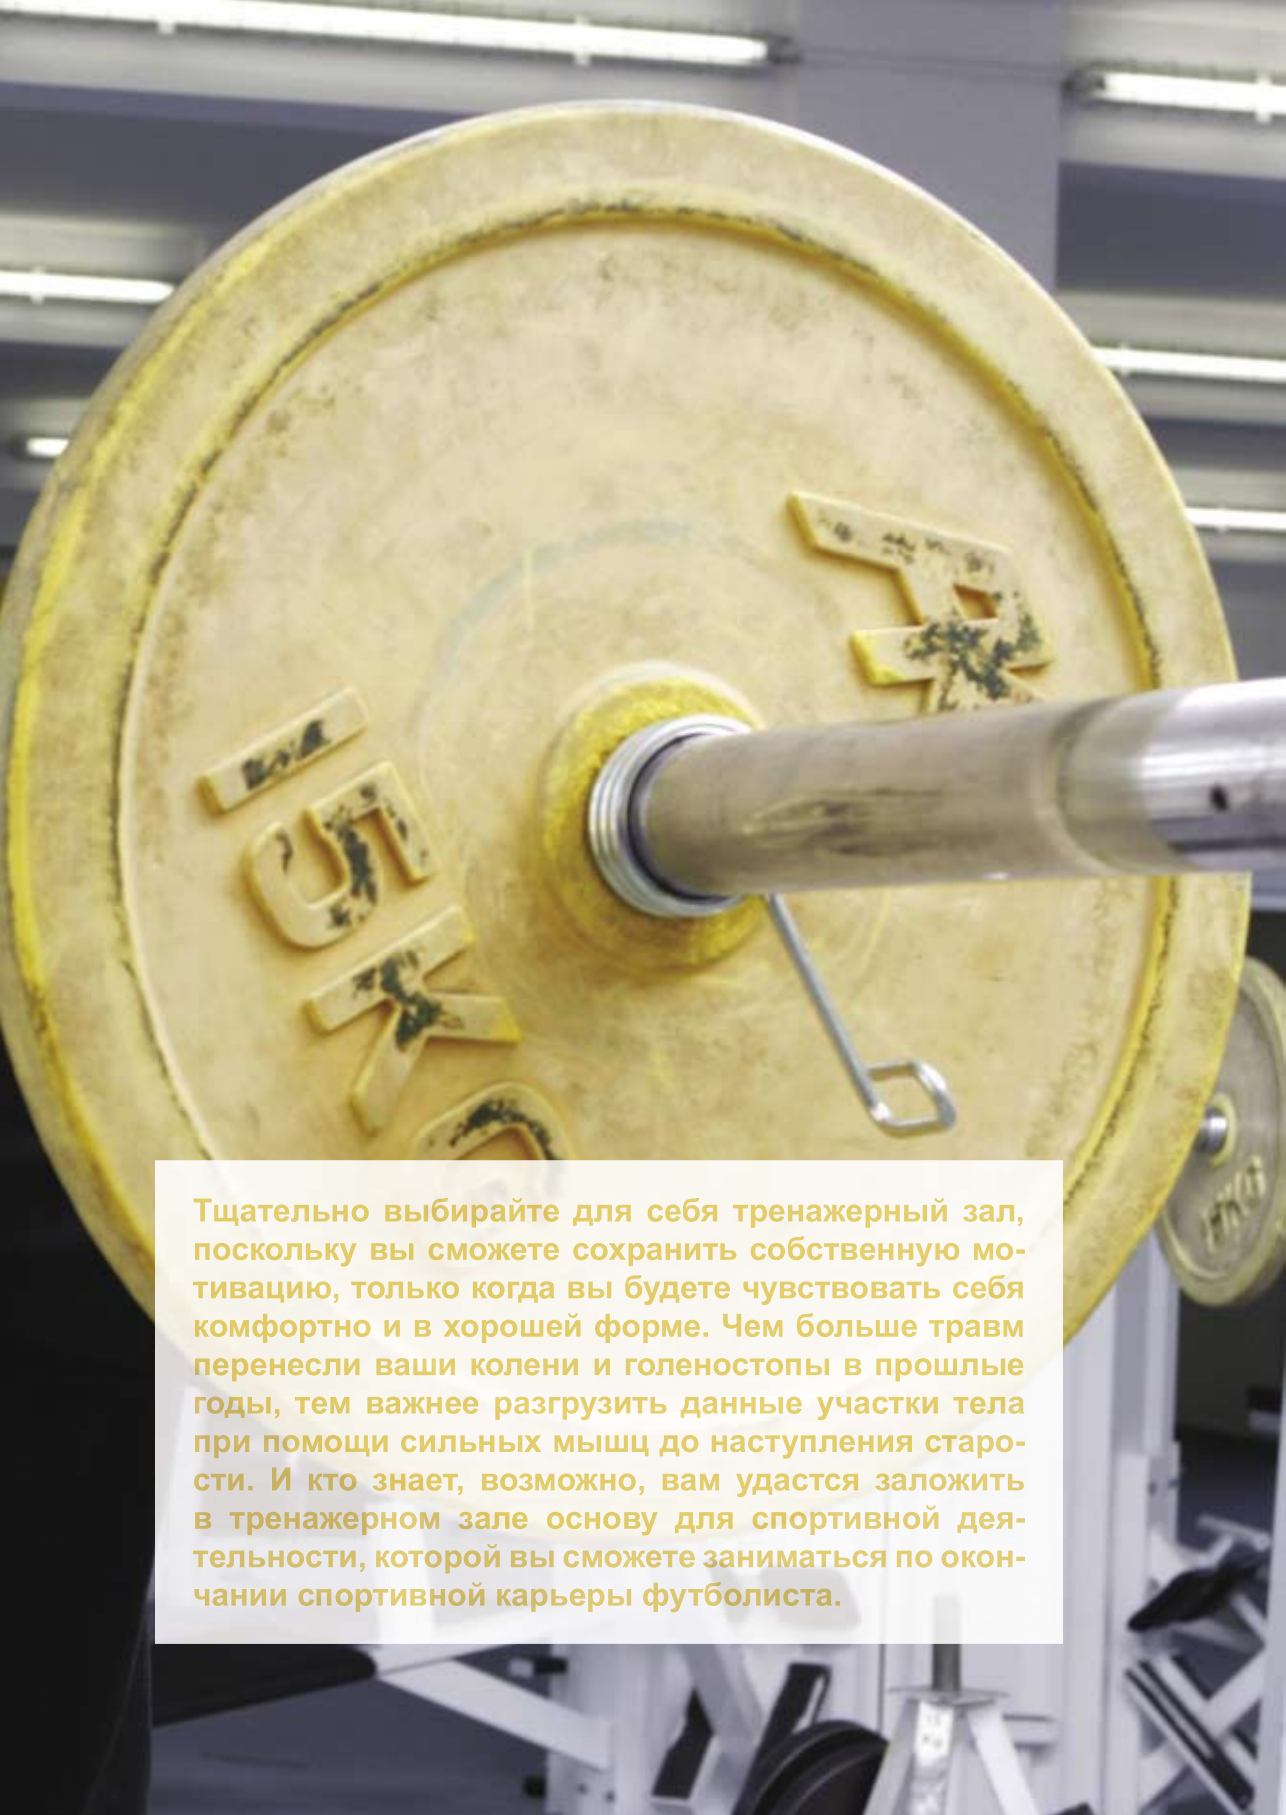 15KG
Тщательно выбирайте для себя тренажерный зал,
поскольку вы сможете сохранить собственную мо-
тивацию, только когда вы будете чувствовать себя
комфортно и в хорошей форме. Чем больше травм
перенесли ваши колени и голеностопы в прошлые
годы, тем важнее разгрузить данные участки тела
при помощи сильных мышц до наступления старо-
сти. И кто знает, возможно, вам удастся заложить
в тренажерном зале основу для спортивной дея-
тельности, которой вы сможете заниматься по окон-
чании спортивной карьеры футболиста.